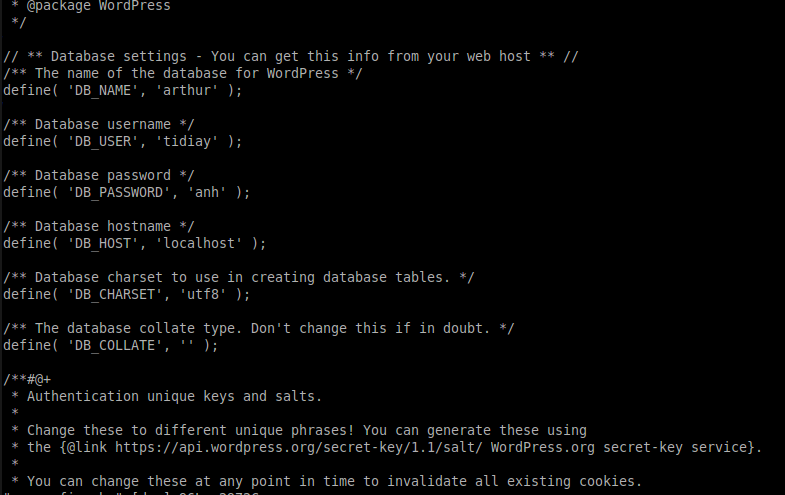 * @package WordPress
*/
// ** Database settings - You can get this info from your web host ** //
/** The name of the database for WordPress */
define( 'DB_NAME', 'arthur' );
/** Database username */
define( 'DB_USER', 'tidiay' );
/** Database password */
define( 'DB_PASSWORD', 'anh' );
/** Database hostname */
define( 'DB_HOST', 'localhost' );
/** Database charset to use in creating database tables. */
define( 'DB_CHARSET', 'utf8' );
/** The database collate type. Don't change this if in doubt. */
define( 'DB_COLLATE', '' );
/**#@+
* Authentication unique keys and salts.
*
* Change these to different unique phrases! You can generate these using
* the {@link https://api.wordpress.org/secret-key/1.1/salt/ WordPress.org secret-key service}.
*
* You can change these at any point in time to invalidate all existing cookies.